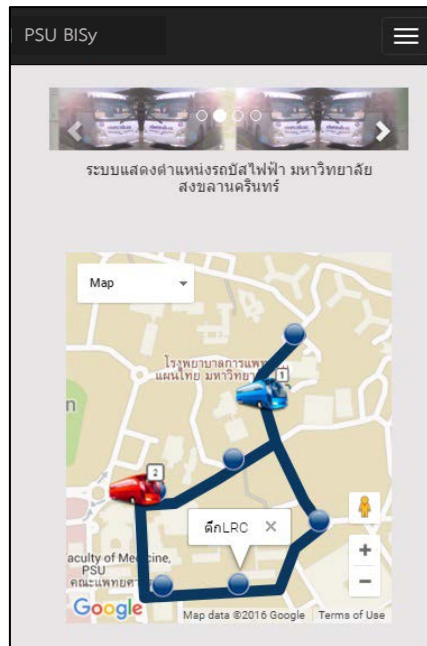 PSU BISy
ระบบแสดงตำแหน่งรถบัสไฟฟ้า มหาวิทยาลัย
สงขลานครินทร์
Map
โรงพยาบาลการแพท
แผนไทย มหาวิทยา
1
n
2
ตึกLRC
aculty of Medicine,
PSU
คณะแพทยศา
Google
Map data ©2016 Google
Terms of Use